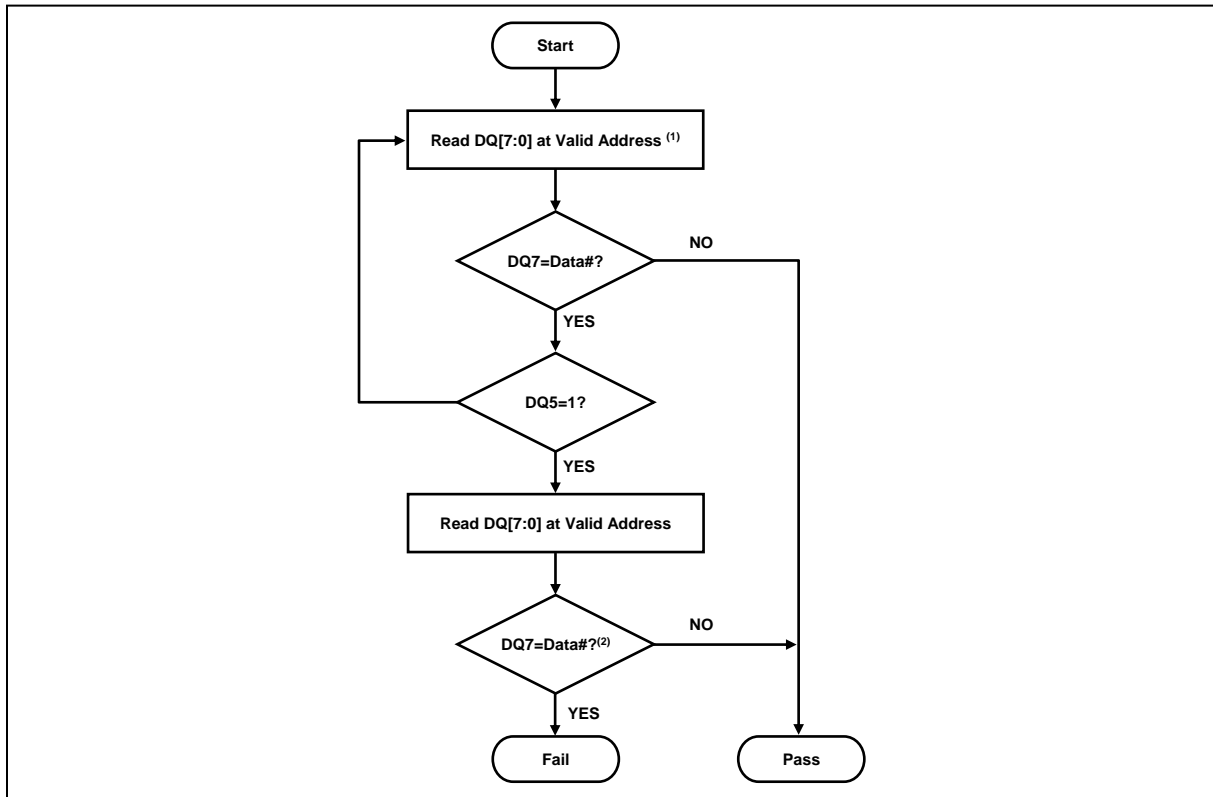 Start
Read DQ[7:0] at Valid Address (1)
NO
DQ7=Data#?
YES
DQ5=1?
YES
Read DQ[7:0] at Valid Address
NO
DQ7=Data#?(2)
YES
Fail
Pass